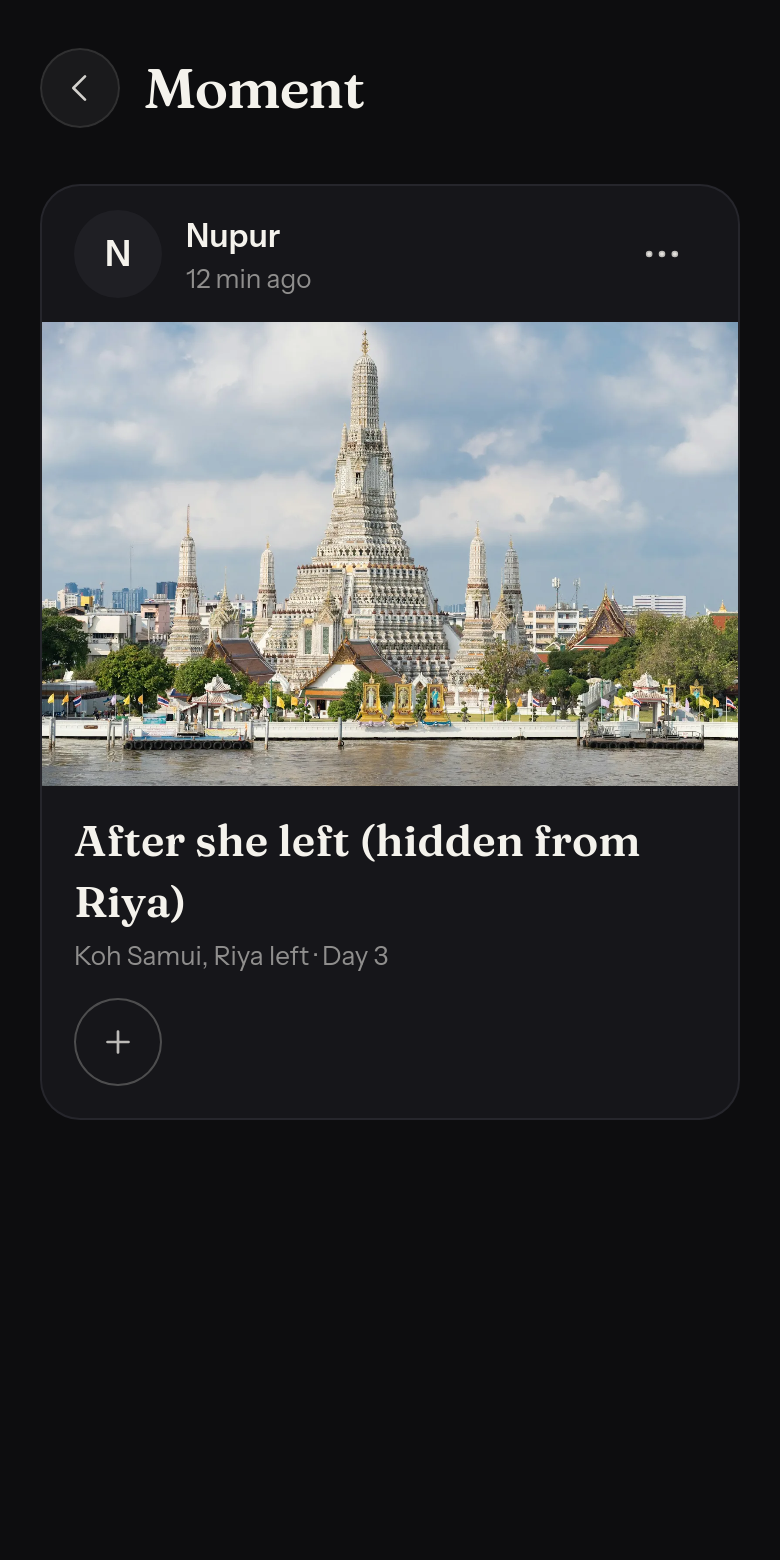 Moment
N
Nupur
12 min ago
After she left (hidden from
Riya)
Koh Samui, Riya left · Day 3